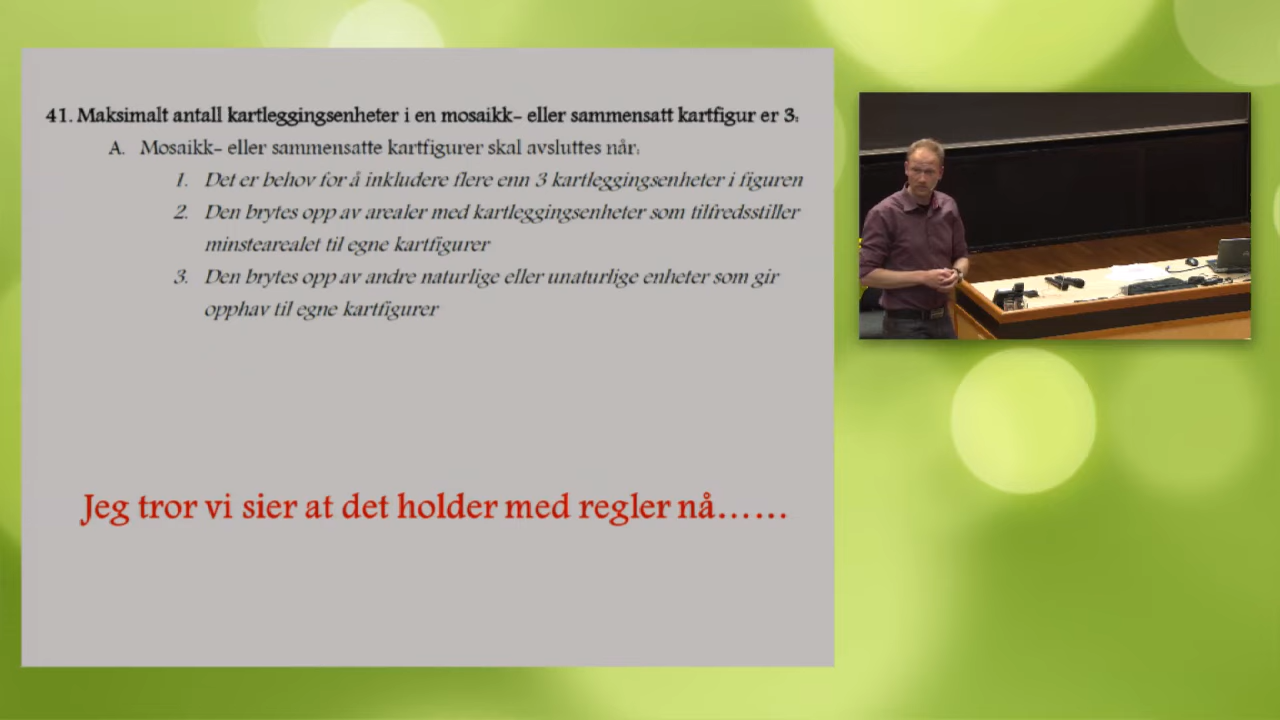 41. Maksimalt antall kartleggingsenheter i en mosaikk- eller sammensatt kartfigur er 3:
A. Mosaikk- eller sammensatte kartfigurer skal avsluttes når:
1. Det er behov for å inkludere flere enn 3 kartleggingsenheter i figuren
2. Den brytes opp av arealer med kartleggingsenheter som tilfredsstiller
minstearealet til egne kartfigurer
3. Den brytes opp av andre naturlige eller unaturlige enheter som gir
opphav til egne kartfigurer
Jeg tror vi sier at det holder med regler nå......